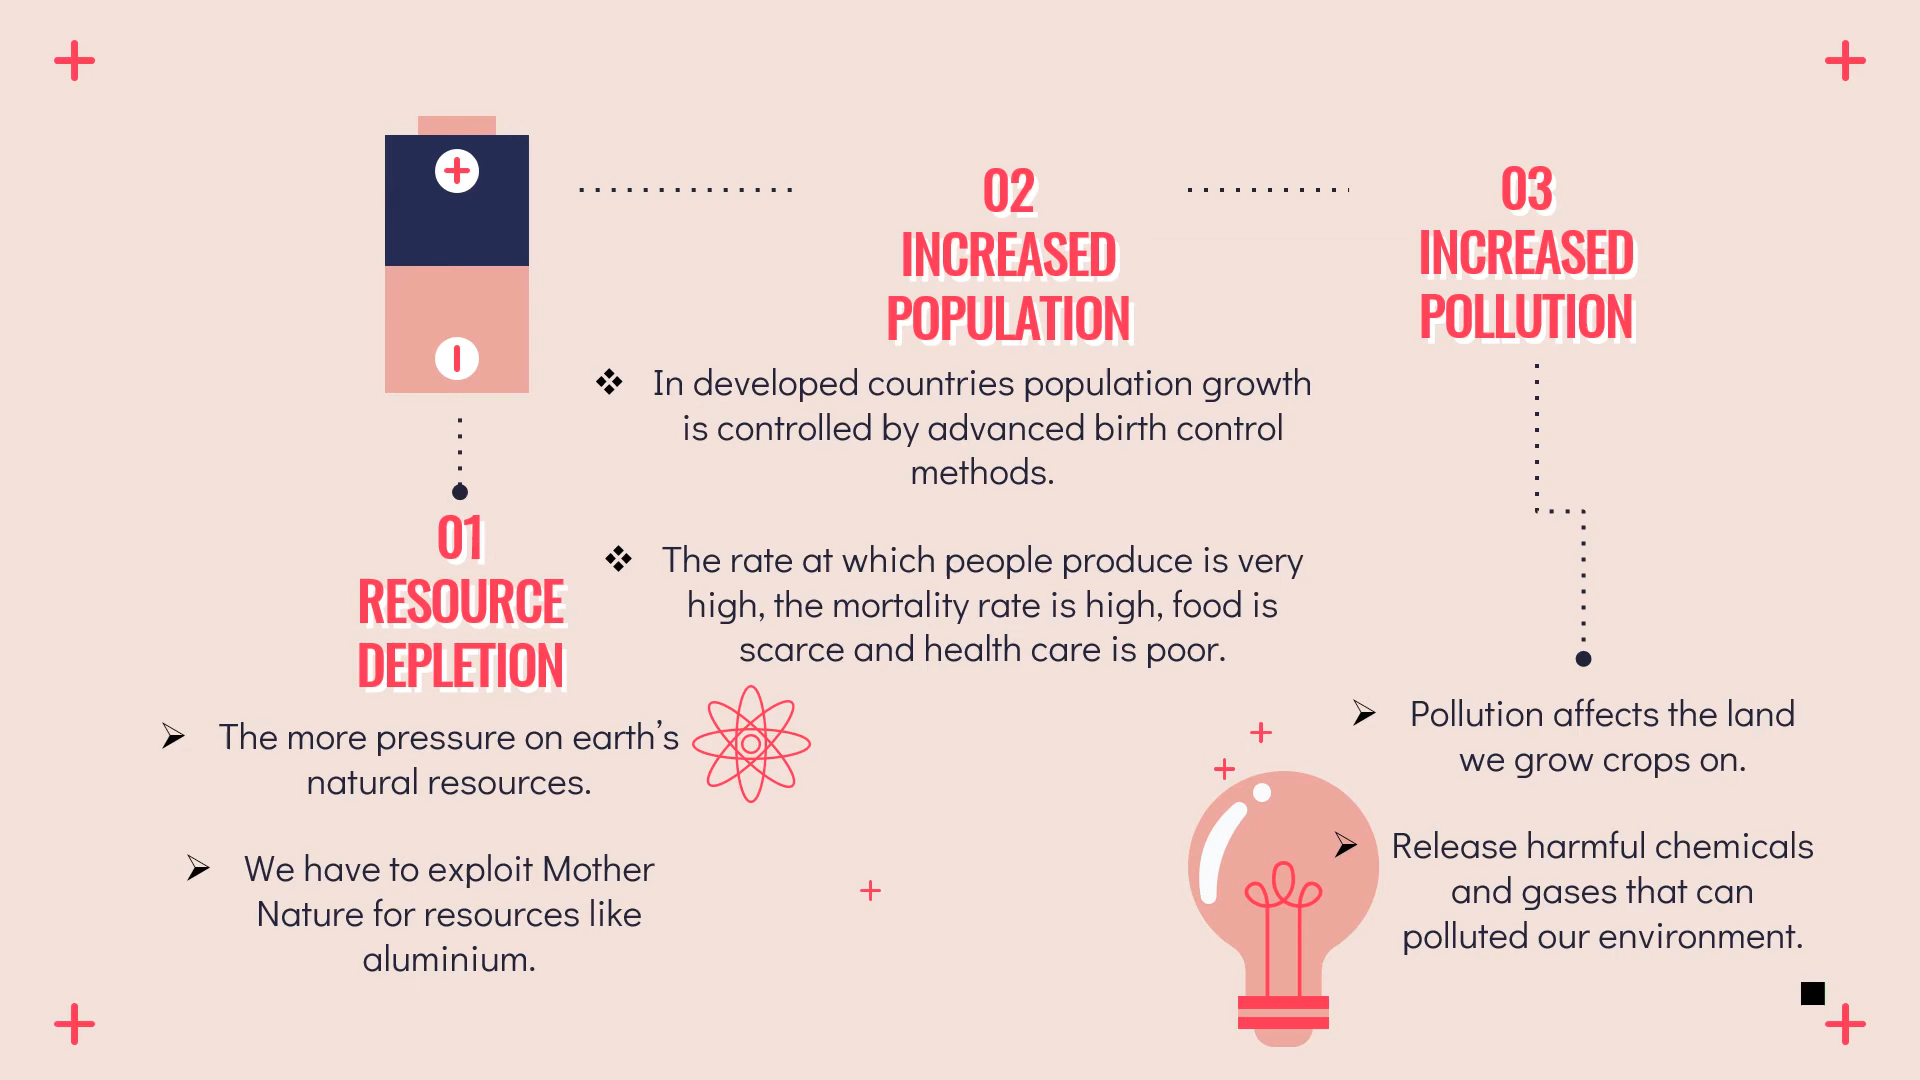 01
RESOURCE
DEPLETION
The more pressure on earth’s
natural resources.
We have to exploit Mother
Nature for resources like
aluminium.
02
INCREASED
POPULATION
In developed countries population growth
is controlled by advanced birth control
methods.
The rate at which people produce is very
high, the mortality rate is high, food is
scarce and health care is poor.
03
INCREASED
POLLUTION
Pollution affects the land
we grow crops on.
Release harmful chemicals
and gases that can
polluted our environment.